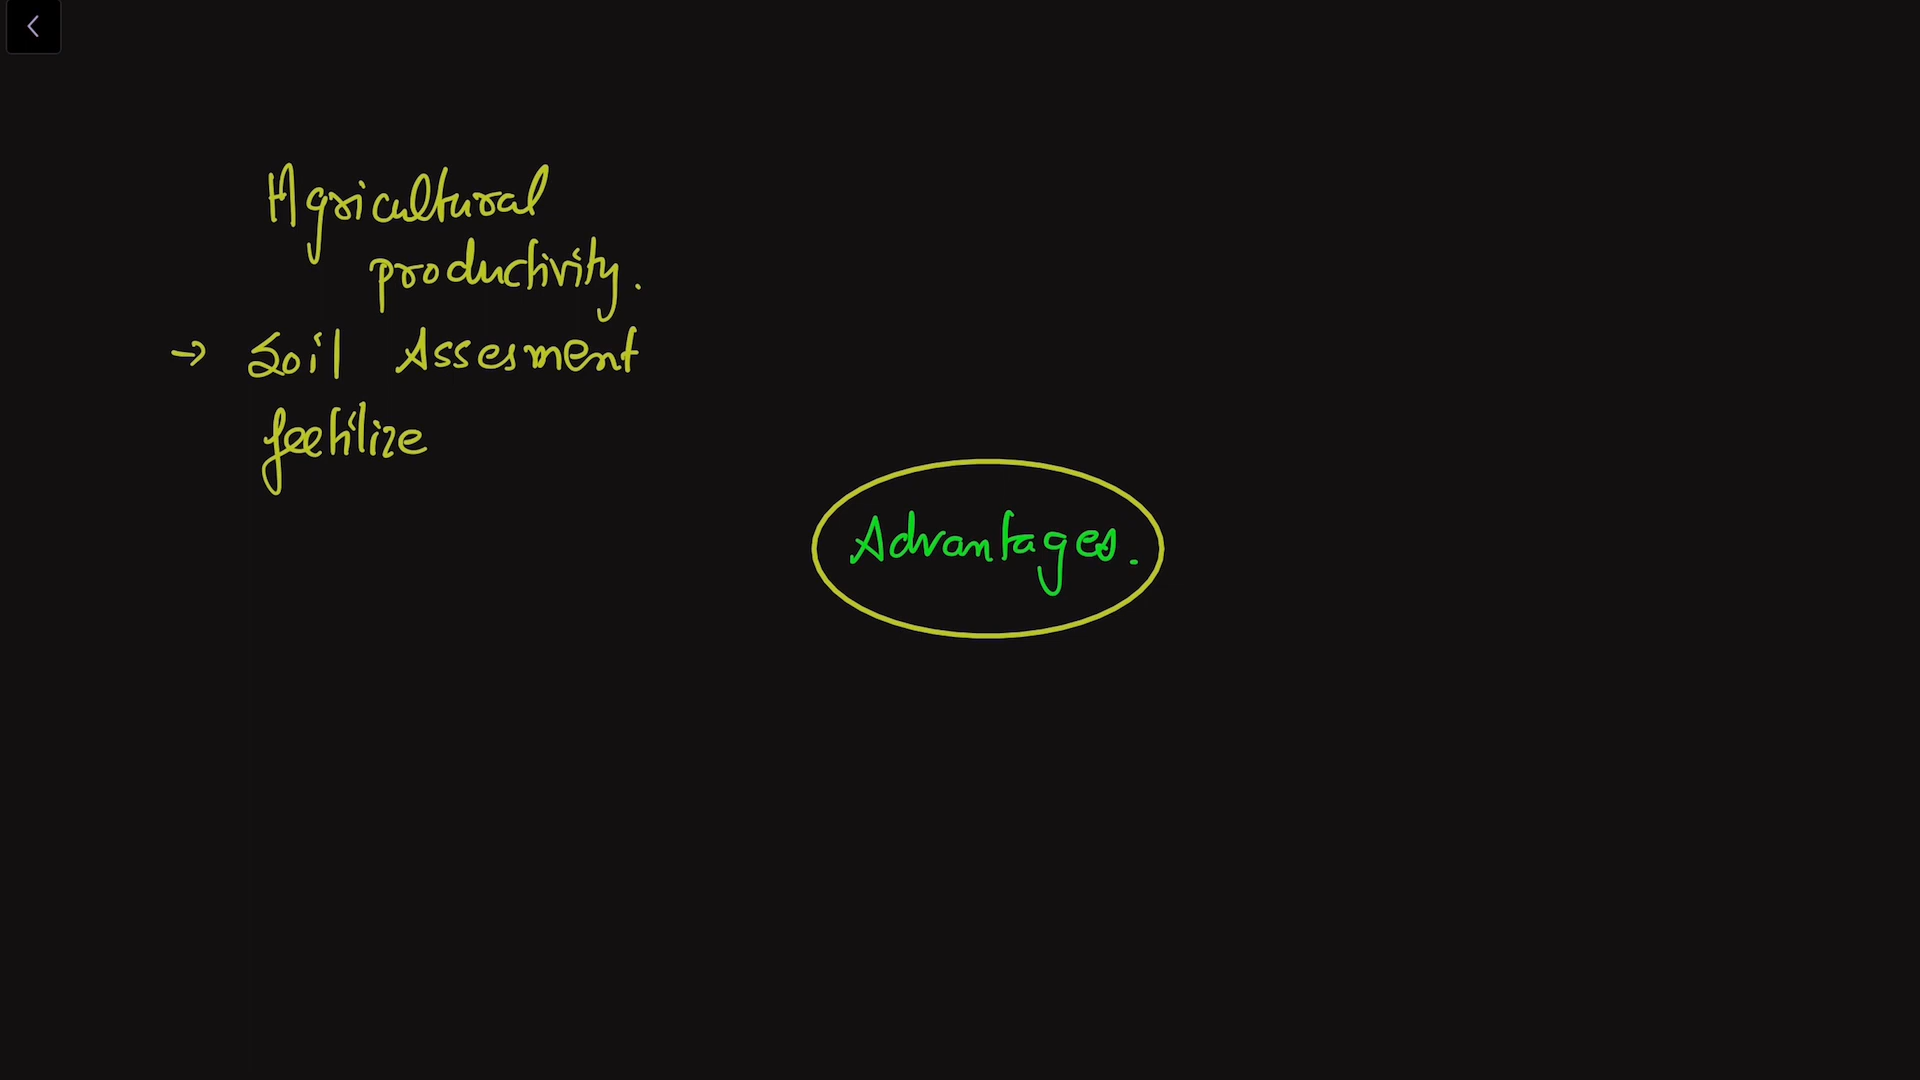 Agricultural
productivity.
→ Soil Assesment
fertilize
Advantages.